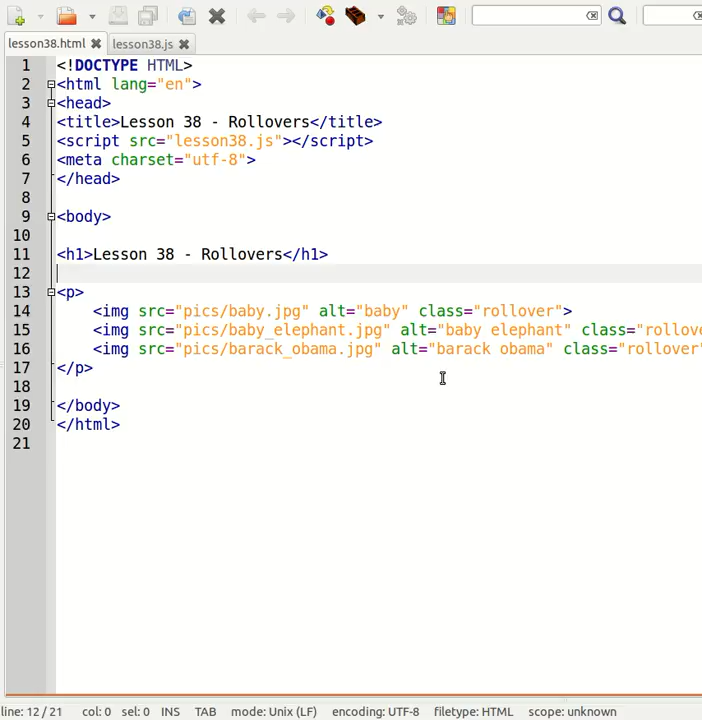 lesson38.html
lesson38.js
1 <!DOCTYPE HTML>
2 <html lang="en">
3 <head>
4 <title>Lesson 38 - Rollovers</title>
5 <script src="lesson38.js"></script>
6 <meta charset="utf-8">
7 </head>
8
9 <body>
10
11 <h1>Lesson 38 - Rollovers</h1>
12
13 <p>
14 <img src="pics/baby.jpg" alt="baby" class="rollover">
15 <img src="pics/baby_elephant.jpg" alt="baby elephant" class="rollove
16 <img src="pics/barack_obama.jpg" alt="barack obama" class="rollover"
17 </p>
18
19 </body>
20 </html>
21
line: 12 / 21 col: 0 sel: 0 INS TAB mode: Unix (LF) encoding: UTF-8 filetype: HTML scope: unknown